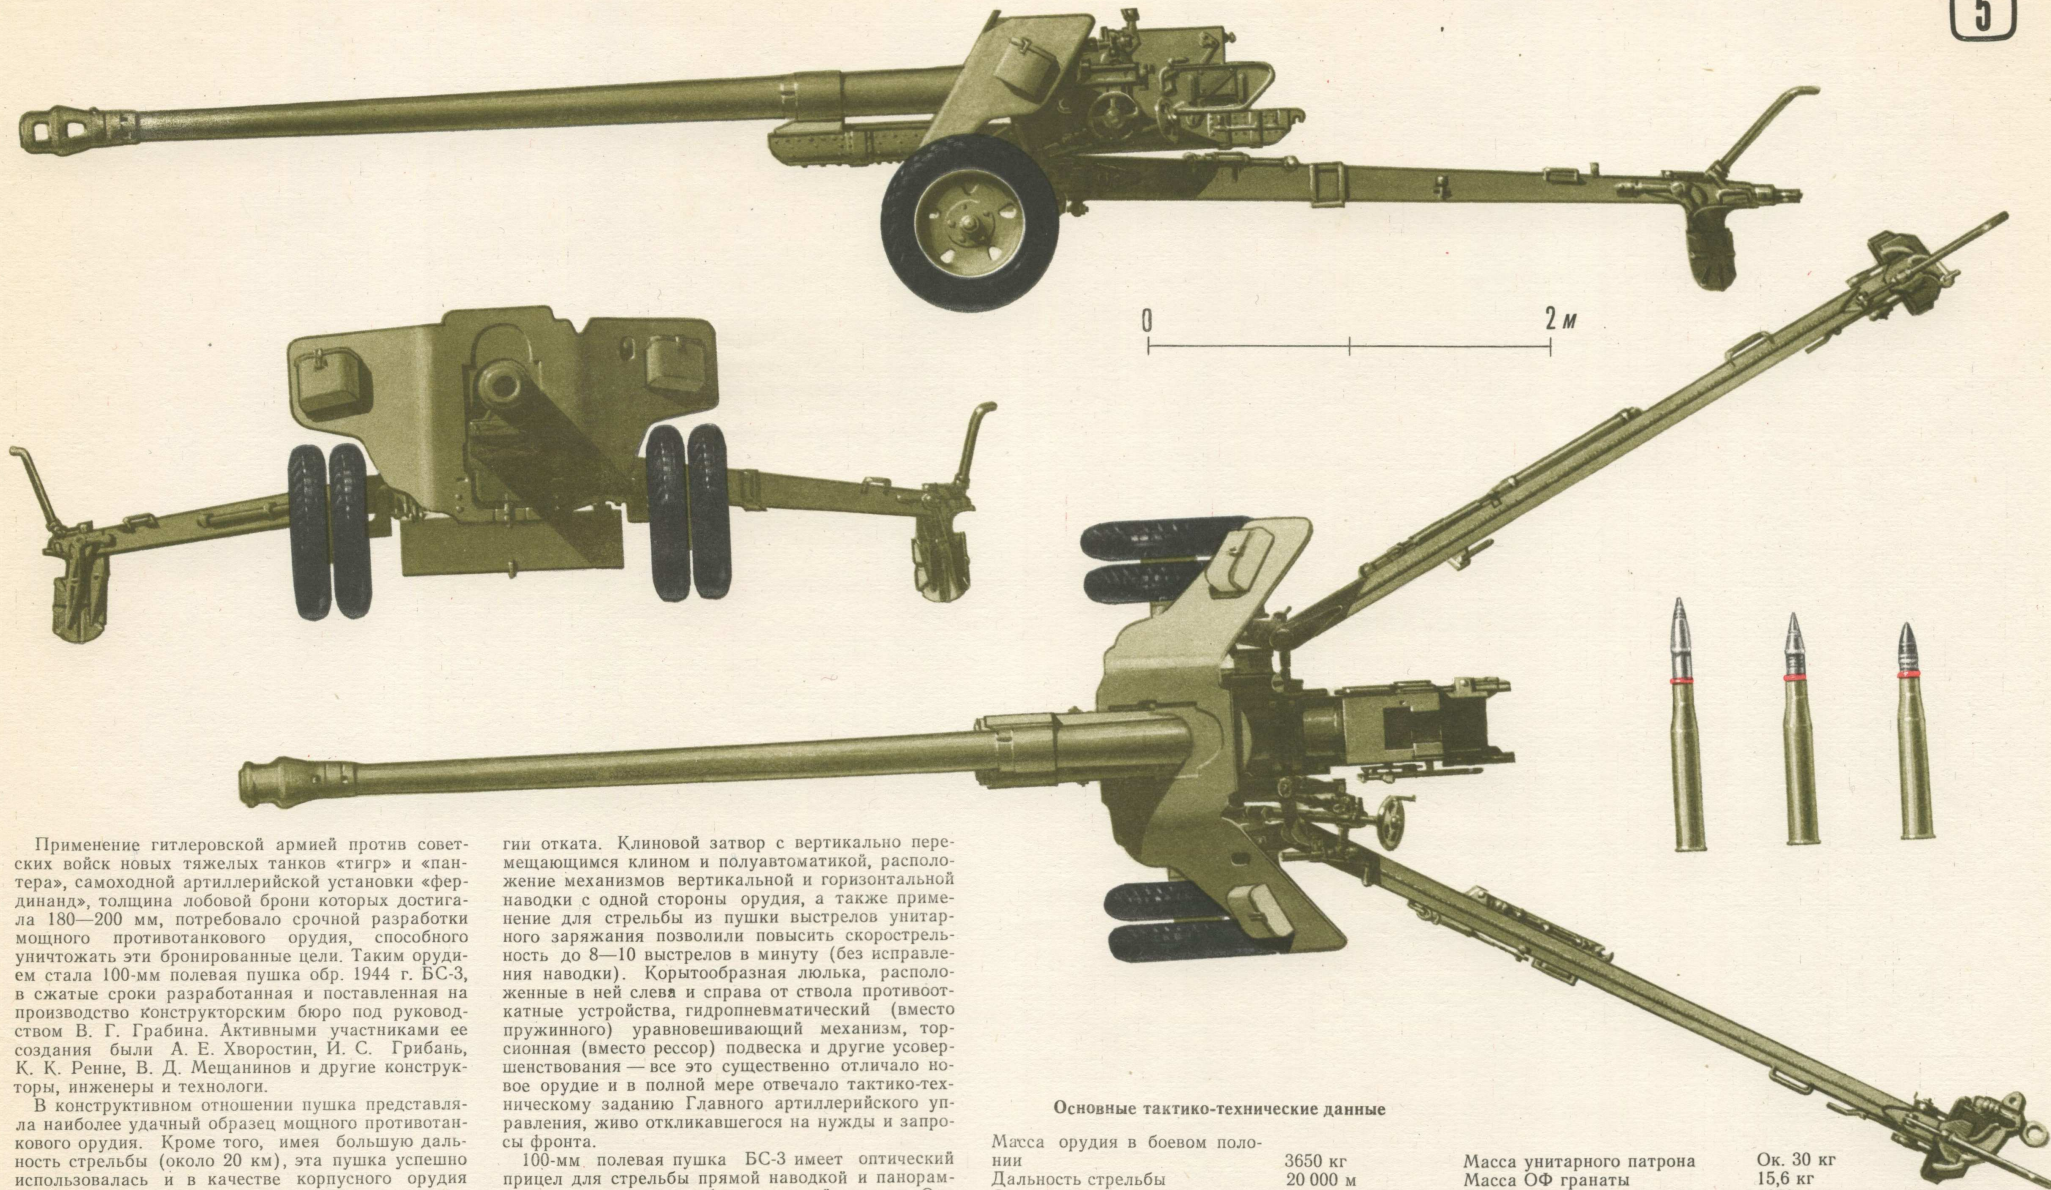 5
0
2 м
Применение гитлеровской армией против совет-
ских войск новых тяжелых танков «тигр» и «пан-
тера», самоходной артиллерийской установки «фер-
динанд», толщина лобовой брони которых достига-
ла 180—200 мм, потребовало срочной разработки
мощного противотанкового орудия, способного
уничтожать эти бронированные цели. Таким оруди-
ем стала 100-мм полевая пушка обр. 1944 г. БС-3,
в сжатые сроки разработанная и поставленная на
производство конструкторским бюро под руковод-
ством В. Г. Грабина. Активными участниками ее
создания были А. Е. Хворостин, И. С. Грибань,
К. К. Ренне, В. Д. Мещанинов и другие конструк-
торы, инженеры и технологи.
В конструктивном отношении пушка представля-
ла наиболее удачный образец мощного противотан-
кового орудия. Кроме того, имея большую даль-
ность стрельбы (около 20 км), эта пушка успешно
использовалась и в качестве корпусного орудия
гии отката. Клиновой затвор с вертикально пере-
мещающимся клином и полуавтоматикой, располо-
жение механизмов вертикальной и горизонтальной
наводки с одной стороны орудия, а также приме-
нение для стрельбы из пушки выстрелов унитар-
ного заряжания позволили повысить скорострель-
ность до 8—10 выстрелов в минуту (без исправле-
ния наводки). Корытообразная люлька, располо-
женные в ней слева и справа от ствола противоот-
катные устройства, гидропневматический (вместо
пружинного) уравновешивающий механизм, тор-
сионная (вместо рессор) подвеска и другие усовер-
шенствования — все это существенно отличало но-
вое орудие и в полной мере отвечало тактико-тех-
ническому заданию Главного артиллерийского уп-
равления, живо откликавшегося на нужды и запро-
сы фронта.
100-мм полевая пушка БС-3 имеет оптический
прицел для стрельбы прямой наводкой и панорам-
Основные тактико-технические данные
Масса орудия в боевом поло-
нии 3650 кг
Дальность стрельбы 20 000 м
Масса унитарного патрона Ок. 30 кг
Масса ОФ гранаты 15,6 кг